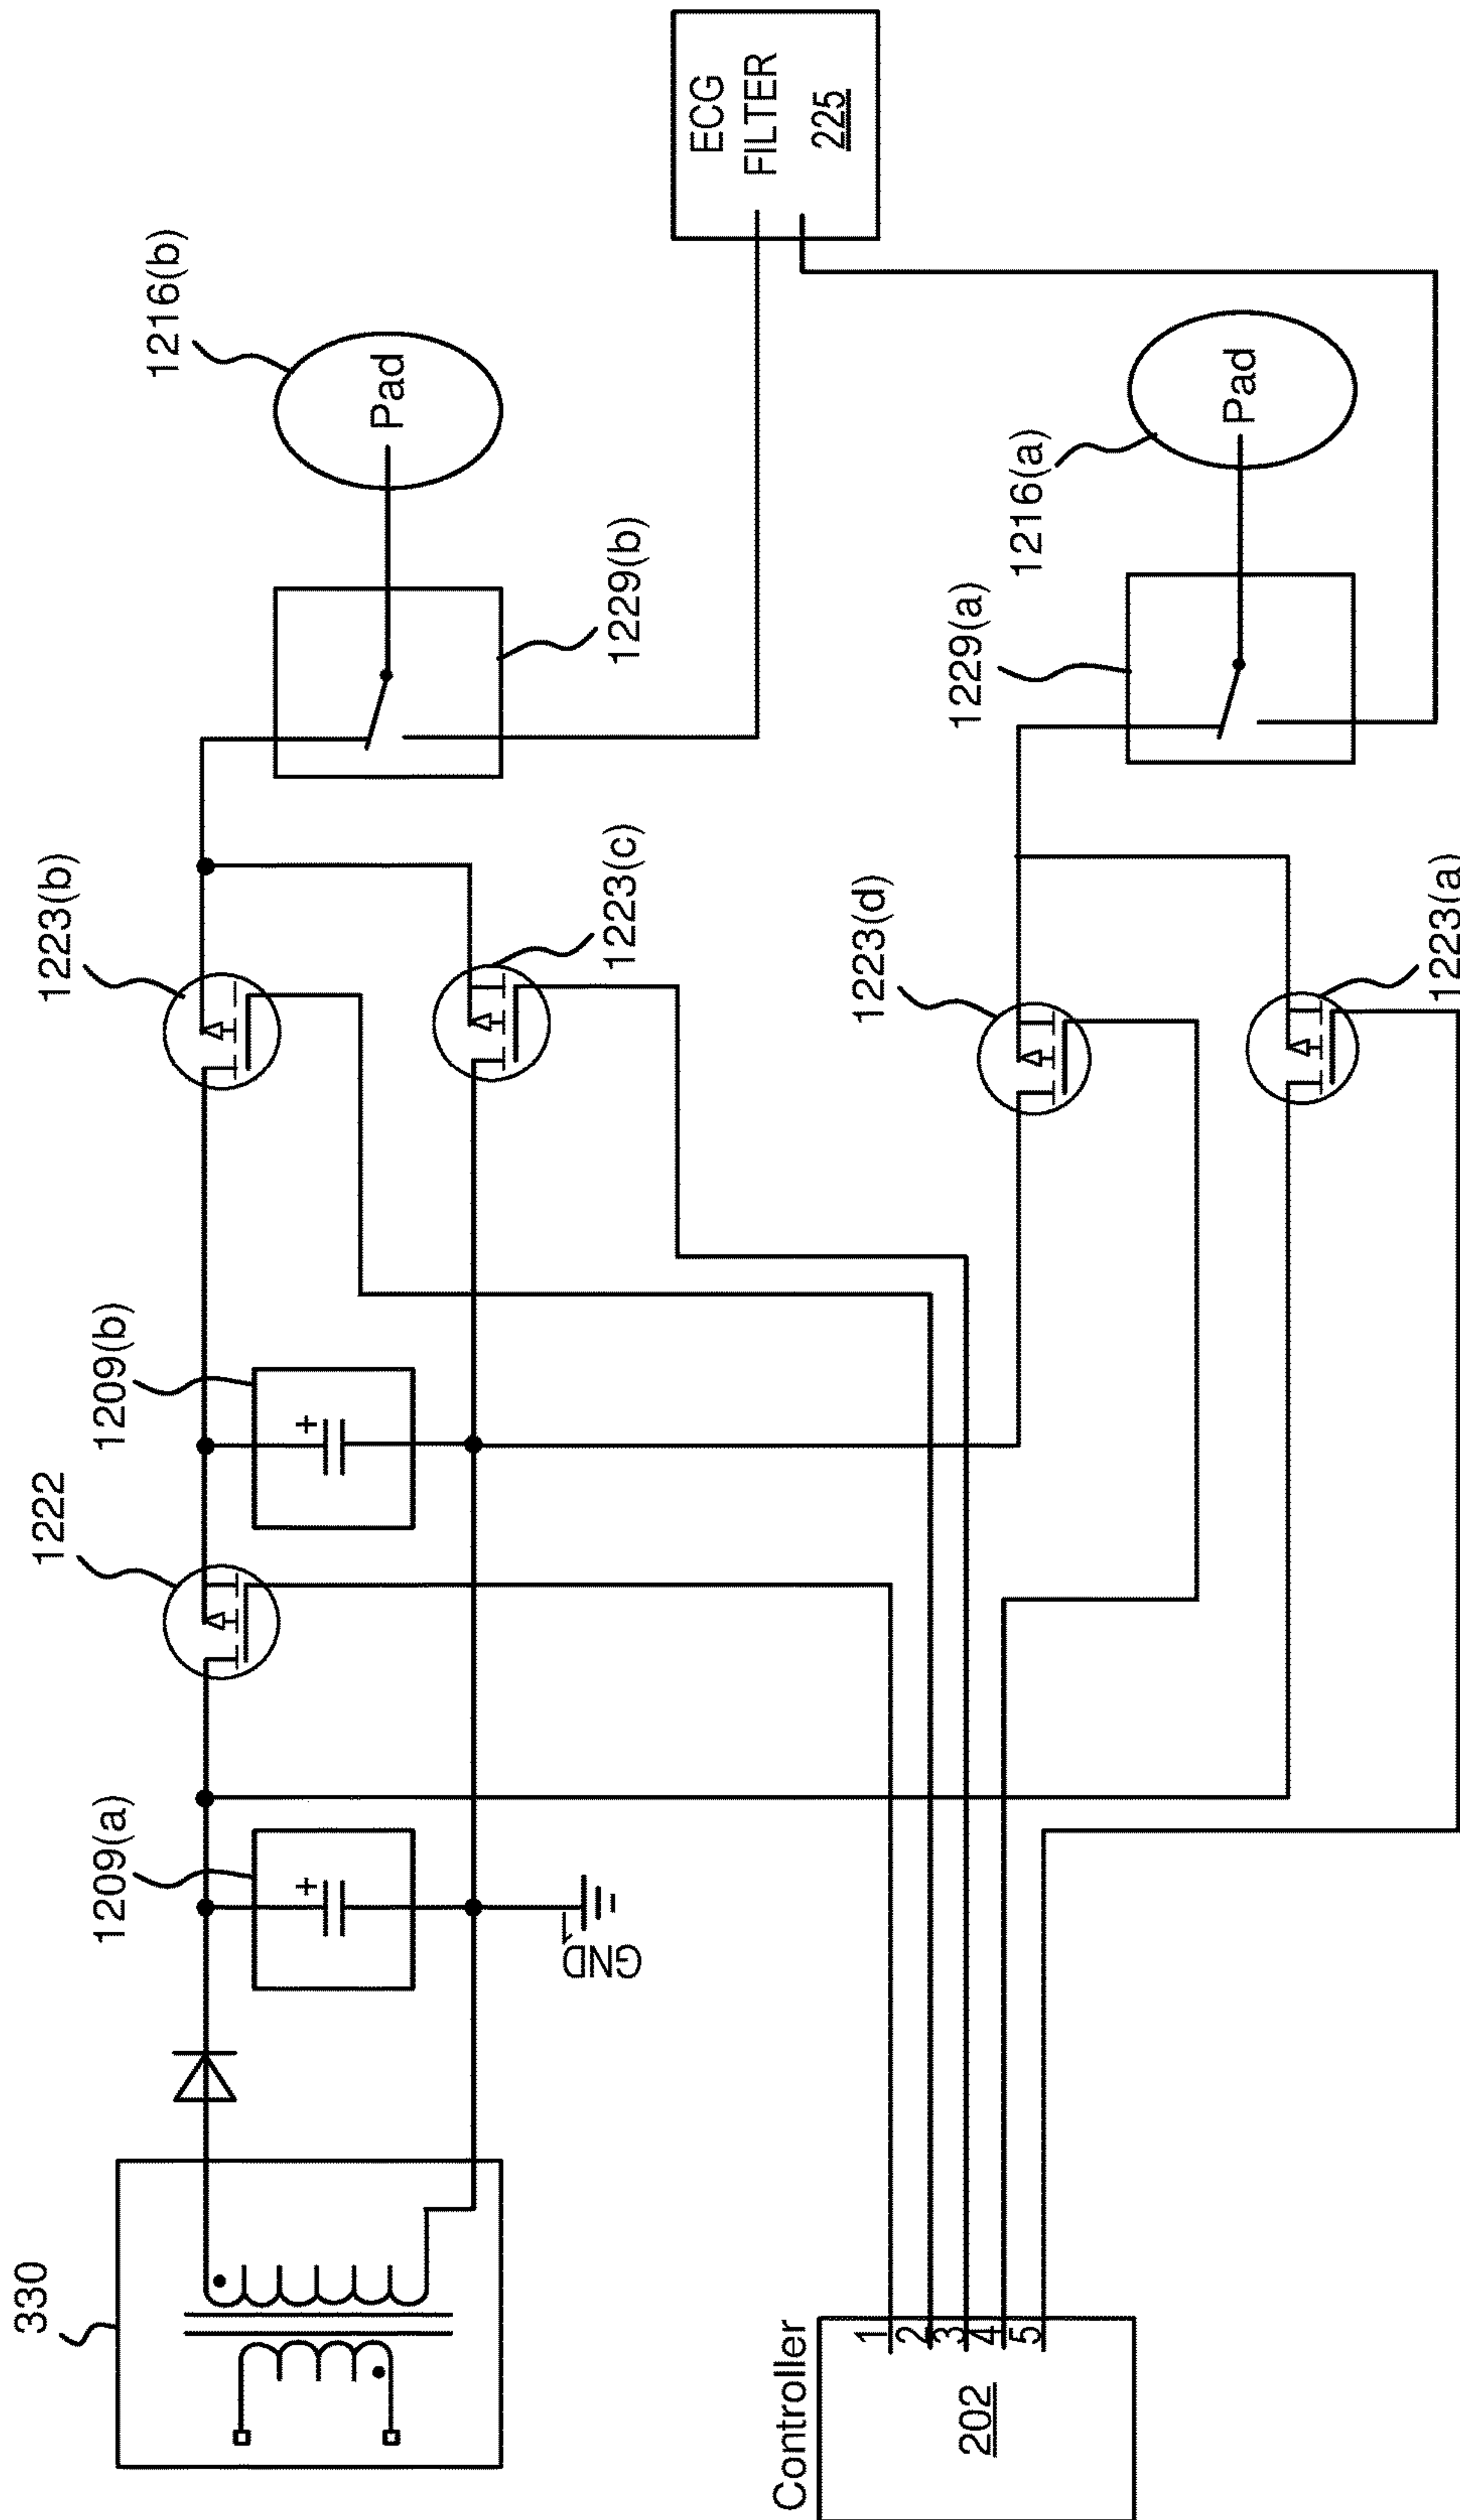 330
1209(a)
1222
1209(b)
1223(b)
1216(b)
+
+
Pad
1229(b)
1223(c)
GND
1
ECG
FILTER
225
Controller
202
1
2
3
4
5
1223(d)
1229(a)
1216(a)
Pad
1223(a)